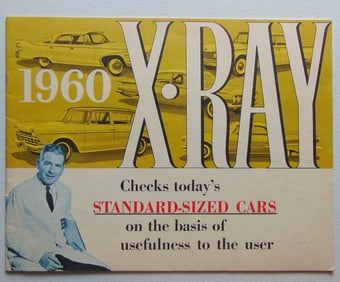 1960 X·RAY
Checks today's
STANDARD-SIZED CARS
on the basis of
usefulness to the user